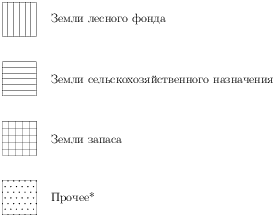 Земли лесного фонда
Земли сельскохозяйственного назначения
Земли запаса
Прочее*